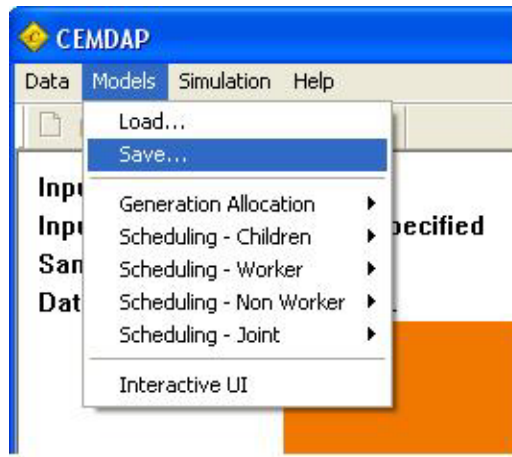 CEMDAP
Data Models Simulation Help
Load...
Save...
Generation Allocation
Scheduling - Children
Scheduling - Worker
Scheduling - Non Worker
Scheduling - Joint
Interactive UI
pecified